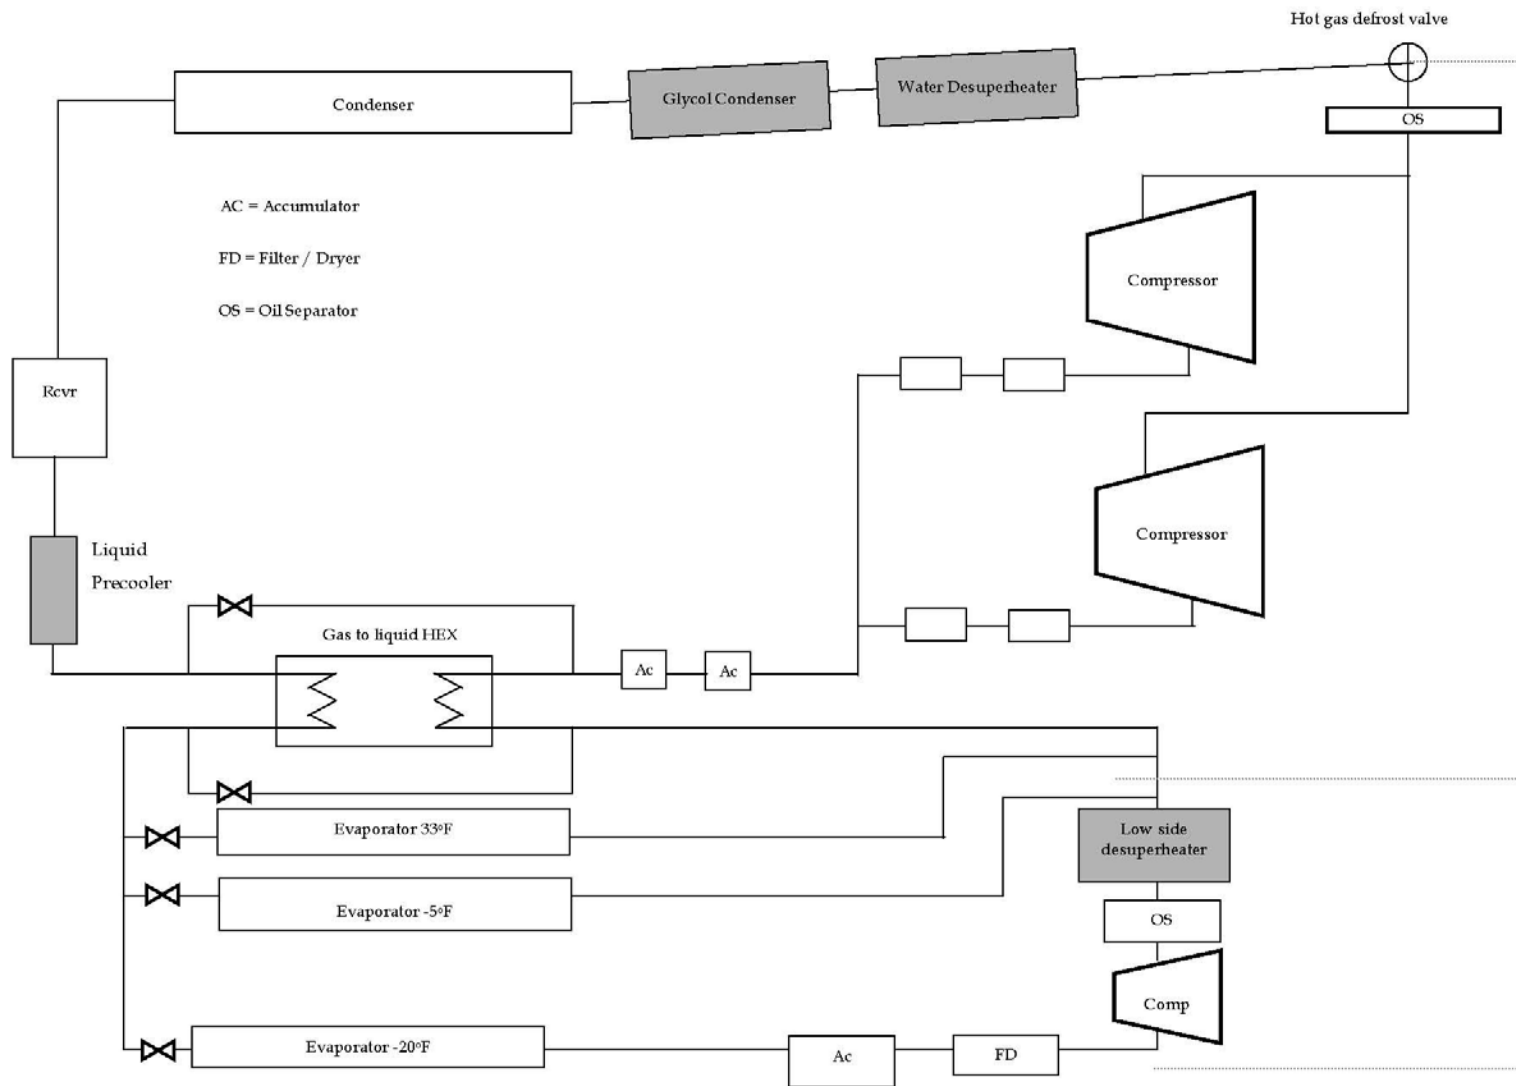 Hot gas defrost valve
Condenser
Glycol Condenser
Water Desuperheater
OS
AC = Accumulator
FD = Filter / Dryer
OS = Oil Separator
Compressor
Rcvr
Compressor
Liquid
Precooler
Gas to liquid HEX
Ac
Ac
Evaporator 33°F
Low side
desuperheater
Evaporator -5°F
OS
Comp
Evaporator -20°F
Ac
FD